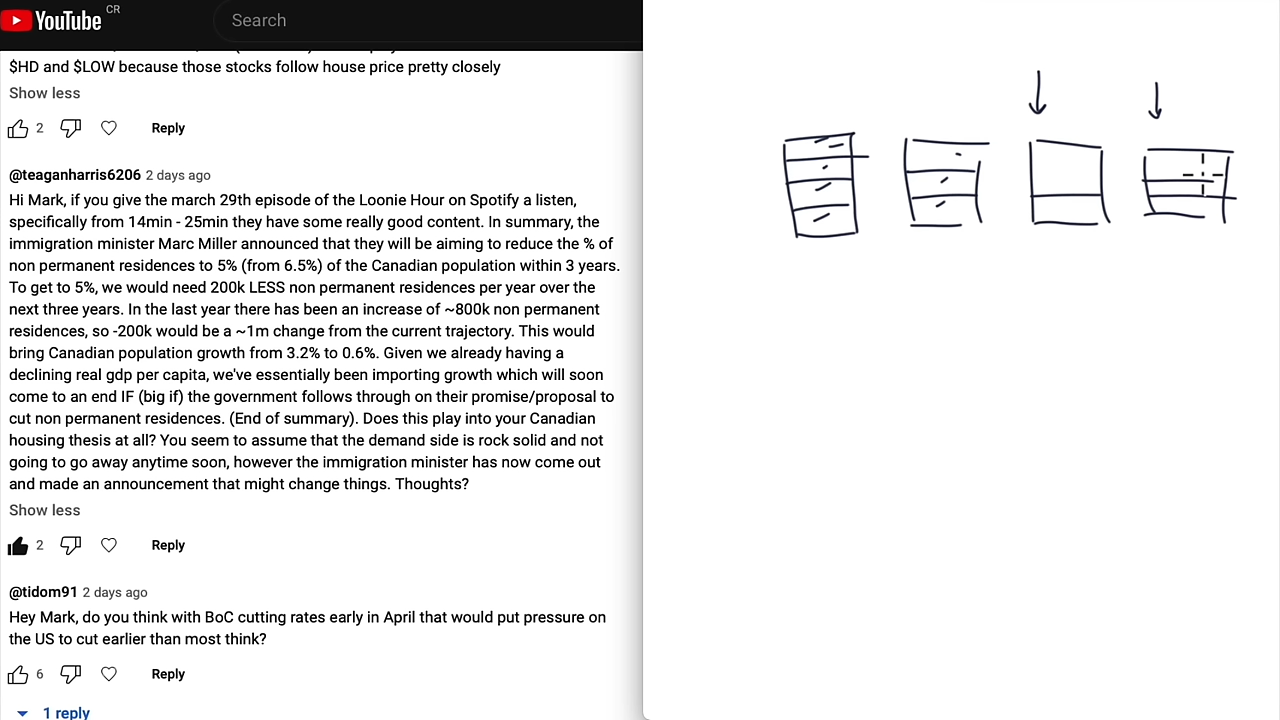 YouTube CR
Search
$HD and $LOW because those stocks follow house price pretty closely
Show less
2 Reply
@teaganharris6206 2 days ago
Hi Mark, if you give the march 29th episode of the Loonie Hour on Spotify a listen,
specifically from 14min - 25min they have some really good content. In summary, the
immigration minister Marc Miller announced that they will be aiming to reduce the % of
non permanent residences to 5% (from 6.5%) of the Canadian population within 3 years.
To get to 5%, we would need 200k LESS non permanent residences per year over the
next three years. In the last year there has been an increase of ~800k non permanent
residences, so -200k would be a ~1m change from the current trajectory. This would
bring Canadian population growth from 3.2% to 0.6%. Given we already having a
declining real gdp per capita, we've essentially been importing growth which will soon
come to an end IF (big if) the government follows through on their promise/proposal to
cut non permanent residences. (End of summary). Does this play into your Canadian
housing thesis at all? You seem to assume that the demand side is rock solid and not
going to go away anytime soon, however the immigration minister has now come out
and made an announcement that might change things. Thoughts?
Show less
2 Reply
@tidom91 2 days ago
Hey Mark, do you think with BoC cutting rates early in April that would put pressure on
the US to cut earlier than most think?
6 Reply
1 reply